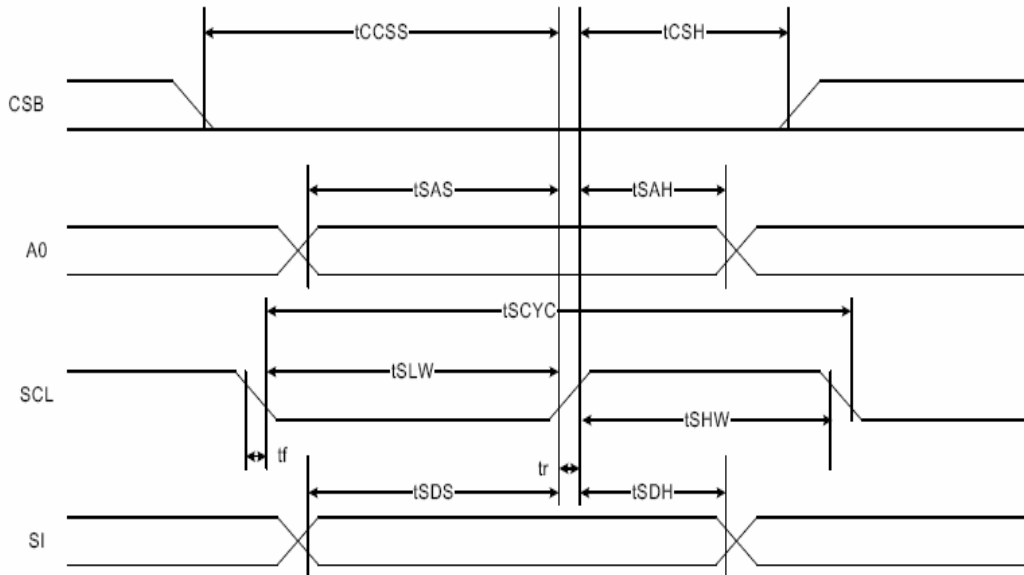 tCCSS
tCSH
CSB
tSAS
tSAH
A0
tSCYC
tSLW
SCL
tSHW
tf
tr
tSDS
tSDH
SI